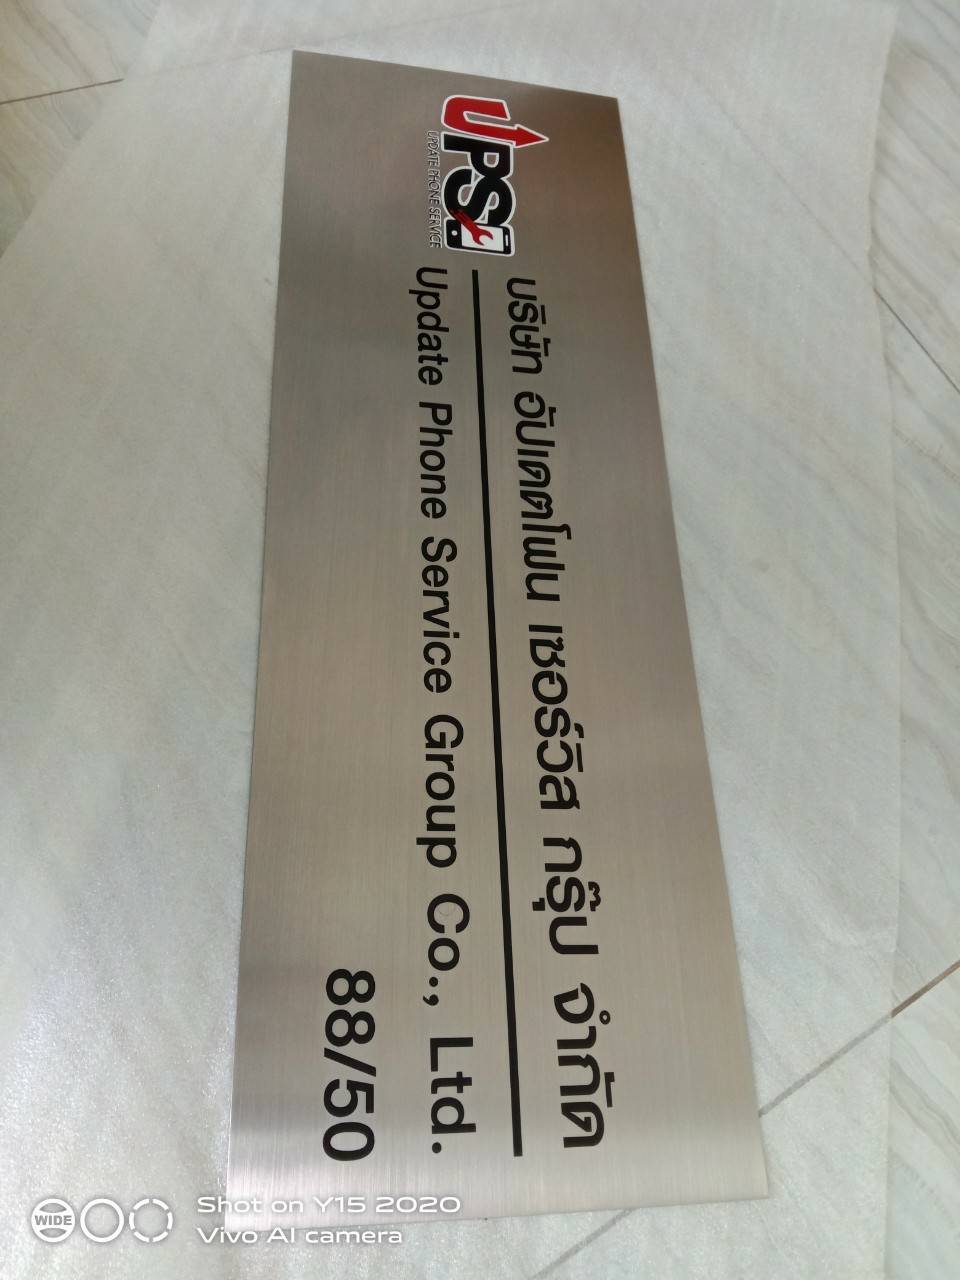 UPS
UPDATE PHONE SERVICE
บริษัท อัปเดตโฟน เซอร์วิส กรุ๊ป จำกัด
Update Phone Service Group Co., Ltd.
88/50
WIDE
Shot on Y15 2020
Vivo AI camera